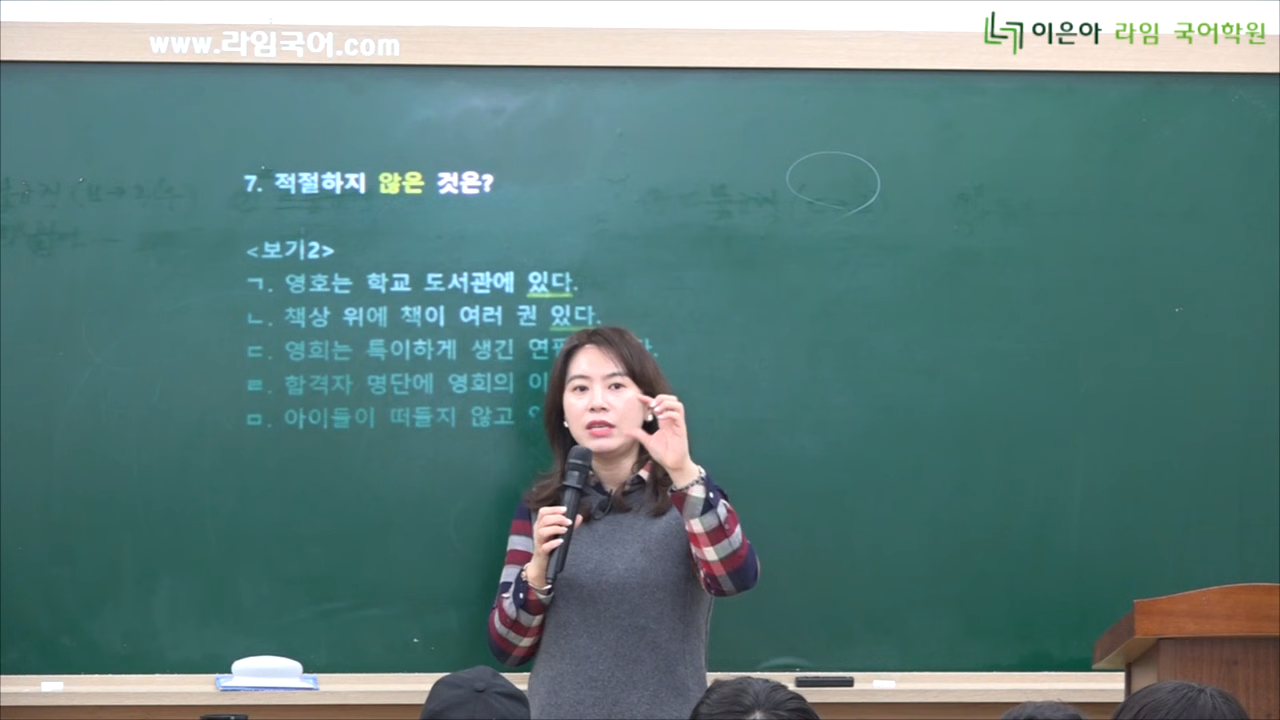 www.라임국어.com
이은아 라임 국어학원
7. 적절하지 않은 것은?
<보기2>
ㄱ. 영호는 학교 도서관에 있다.
ㄴ. 책상 위에 책이 여러 권 있다.
ㄷ. 영희는 특이하게 생긴
ㄹ. 합격자 명단에 영희의
ㅁ. 아이들이 떠들지 않고